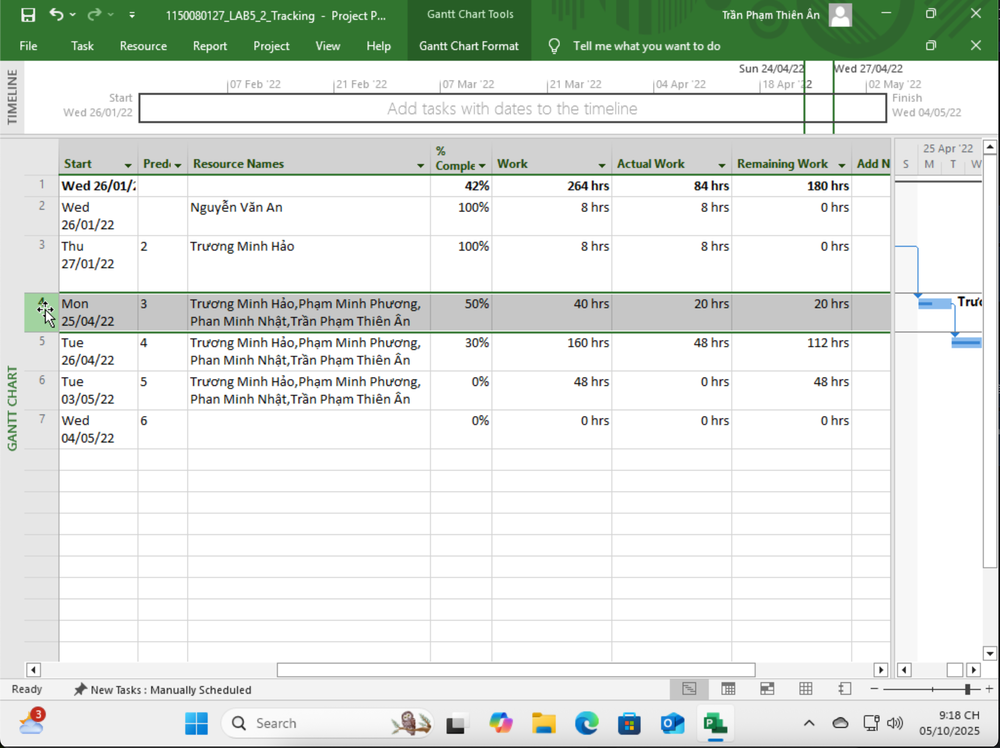 1150080127_LAB5_2_Tracking - Project P...
Gantt Chart Tools
Trần Phạm Thiên Ân
File Task Resource Report Project View Help Gantt Chart Format Tell me what you want to do
TIMELINE
Sun 24/04/22 Wed 27/04/22
07 Feb '22 21 Feb '22 07 Mar '22 21 Mar '22 04 Apr '22 18 Apr '22 02 May '22
Start
Wed 26/01/22
Add tasks with dates to the timeline
Finish
Wed 04/05/22
GANTT CHART
Start Prede Resource Names % Comple Work Actual Work Remaining Work Add N
25 Apr '22
S M T W
1 Wed 26/01/2 42% 264 hrs 84 hrs 180 hrs
2 Wed 26/01/22 Nguyễn Văn An 100% 8 hrs 8 hrs 0 hrs
3 Thu 27/01/22 2 Trương Minh Hảo 100% 8 hrs 8 hrs 0 hrs
4 Mon 25/04/22 3 Trương Minh Hảo,Phạm Minh Phương, Phan Minh Nhật,Trần Phạm Thiên Ân 50% 40 hrs 20 hrs 20 hrs
Trươ
5 Tue 26/04/22 4 Trương Minh Hảo,Phạm Minh Phương, Phan Minh Nhật,Trần Phạm Thiên Ân 30% 160 hrs 48 hrs 112 hrs
6 Tue 03/05/22 5 Trương Minh Hảo,Phạm Minh Phương, Phan Minh Nhật,Trần Phạm Thiên Ân 0% 48 hrs 0 hrs 48 hrs
7 Wed 04/05/22 6 0% 0 hrs 0 hrs 0 hrs
Ready New Tasks : Manually Scheduled
3
Search
9:18 CH
05/10/2025